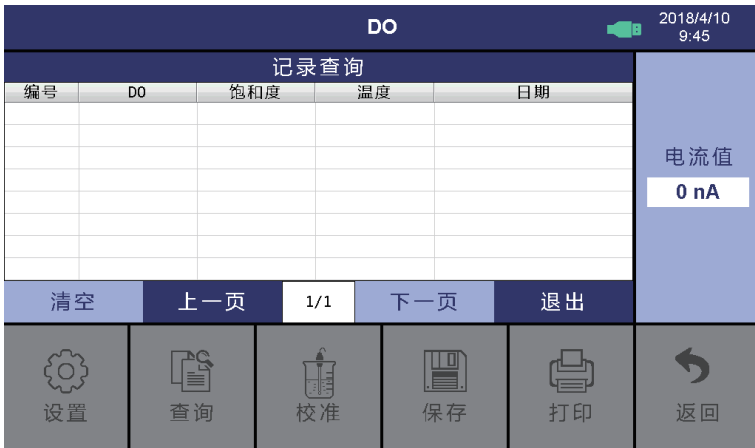 DO
2018/4/10
9:45
记录查询
编号 DO 饱和度 温度 日期
电流值
0 nA
清空 上一页 1/1 下一页 退出
设置 查询 校准 保存 打印 返回